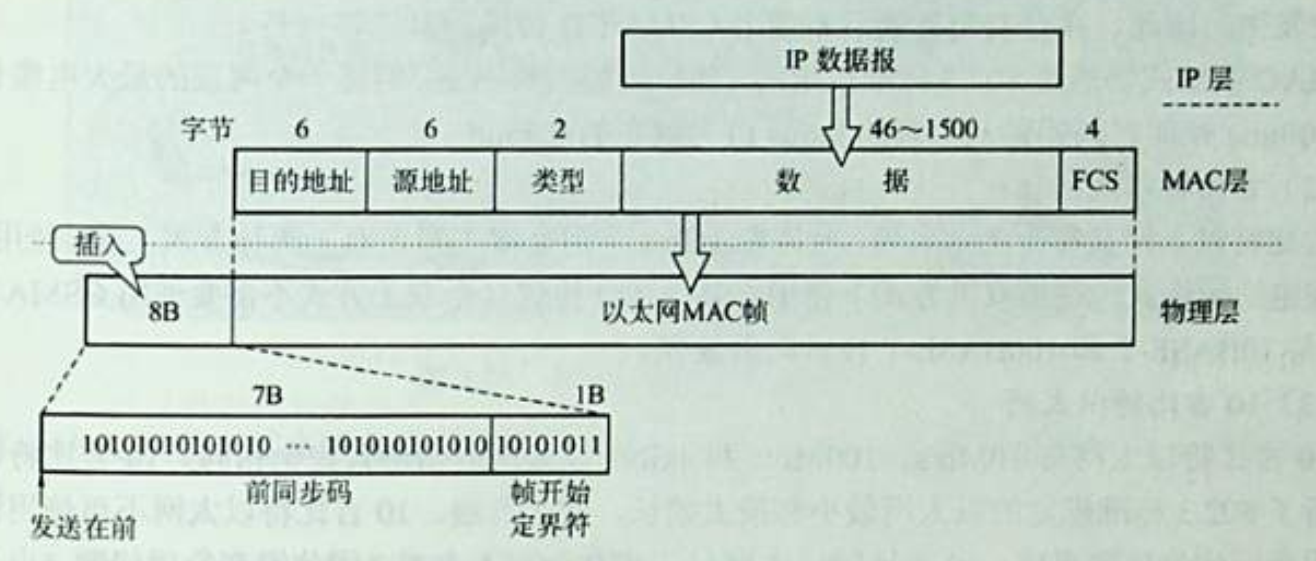 IP 数据报
IP 层
字节 6 6 2 46~1500 4
目的地址 源地址 类型 数 据 FCS MAC层
插入
8B 以太网MAC帧 物理层
7B 1B
10101010101010 … 1010101010 10101011
前同步码 帧开始
定界符
发送在前